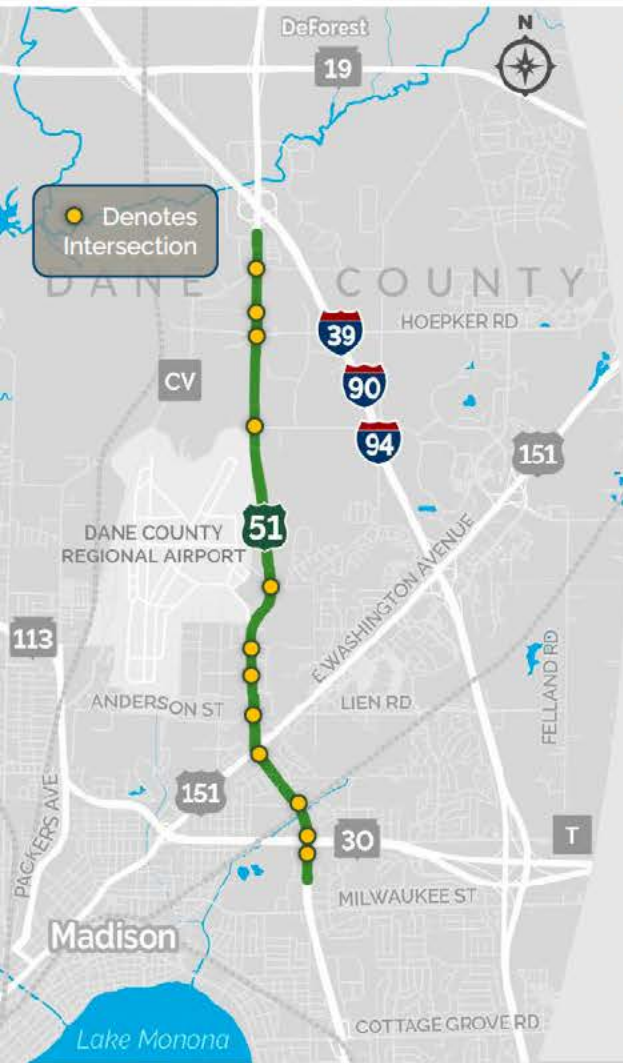 DeForest
N
19
Denotes
Intersection
DANE COUNTY
HOEPKER RD
39
CV
90
94
151
51
DANE COUNTY
REGIONAL AIRPORT
E WASHINGTON AVENUE
113
ANDERSON ST
LIEN RD
FELLAND RD
151
PACKERS AVE
30
T
MILWAUKEE ST
Madison
COTTAGE GROVE RD
Lake Monona